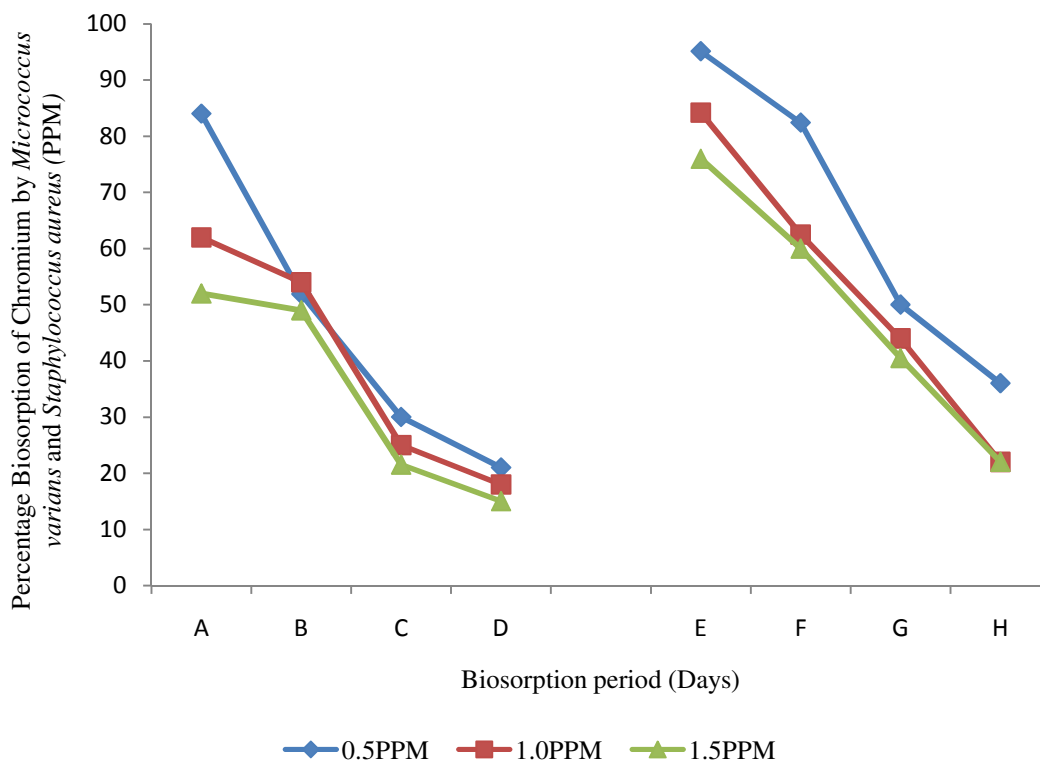 Percentage Biosorption of Chromium by Micrococcus
varians and Staphylococcus aureus (PPM)
100
90
80
70
60
50
40
30
20
10
0
A B C D E F G H
Biosorption period (Days)
0.5PPM 1.0PPM 1.5PPM